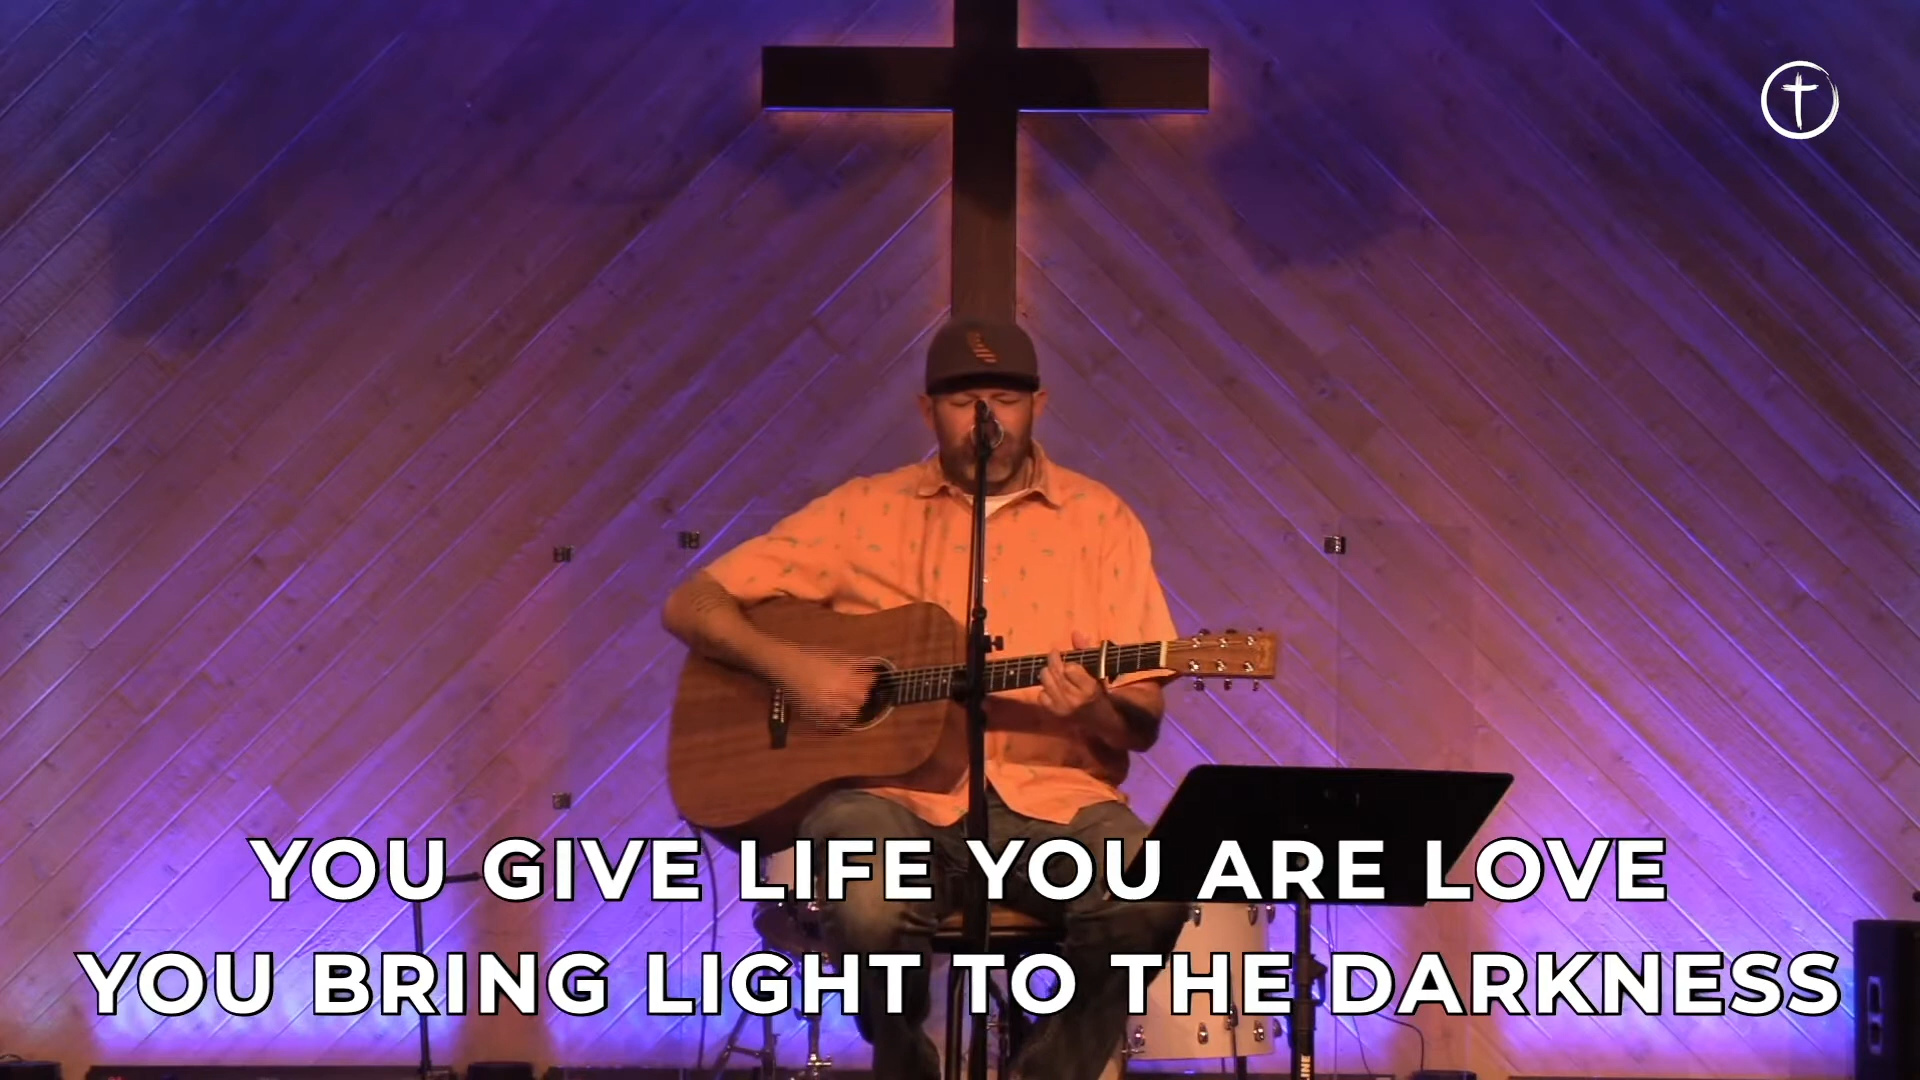 YOU GIVE LIFE YOU ARE LOVE
YOU BRING LIGHT TO THE DARKNESS